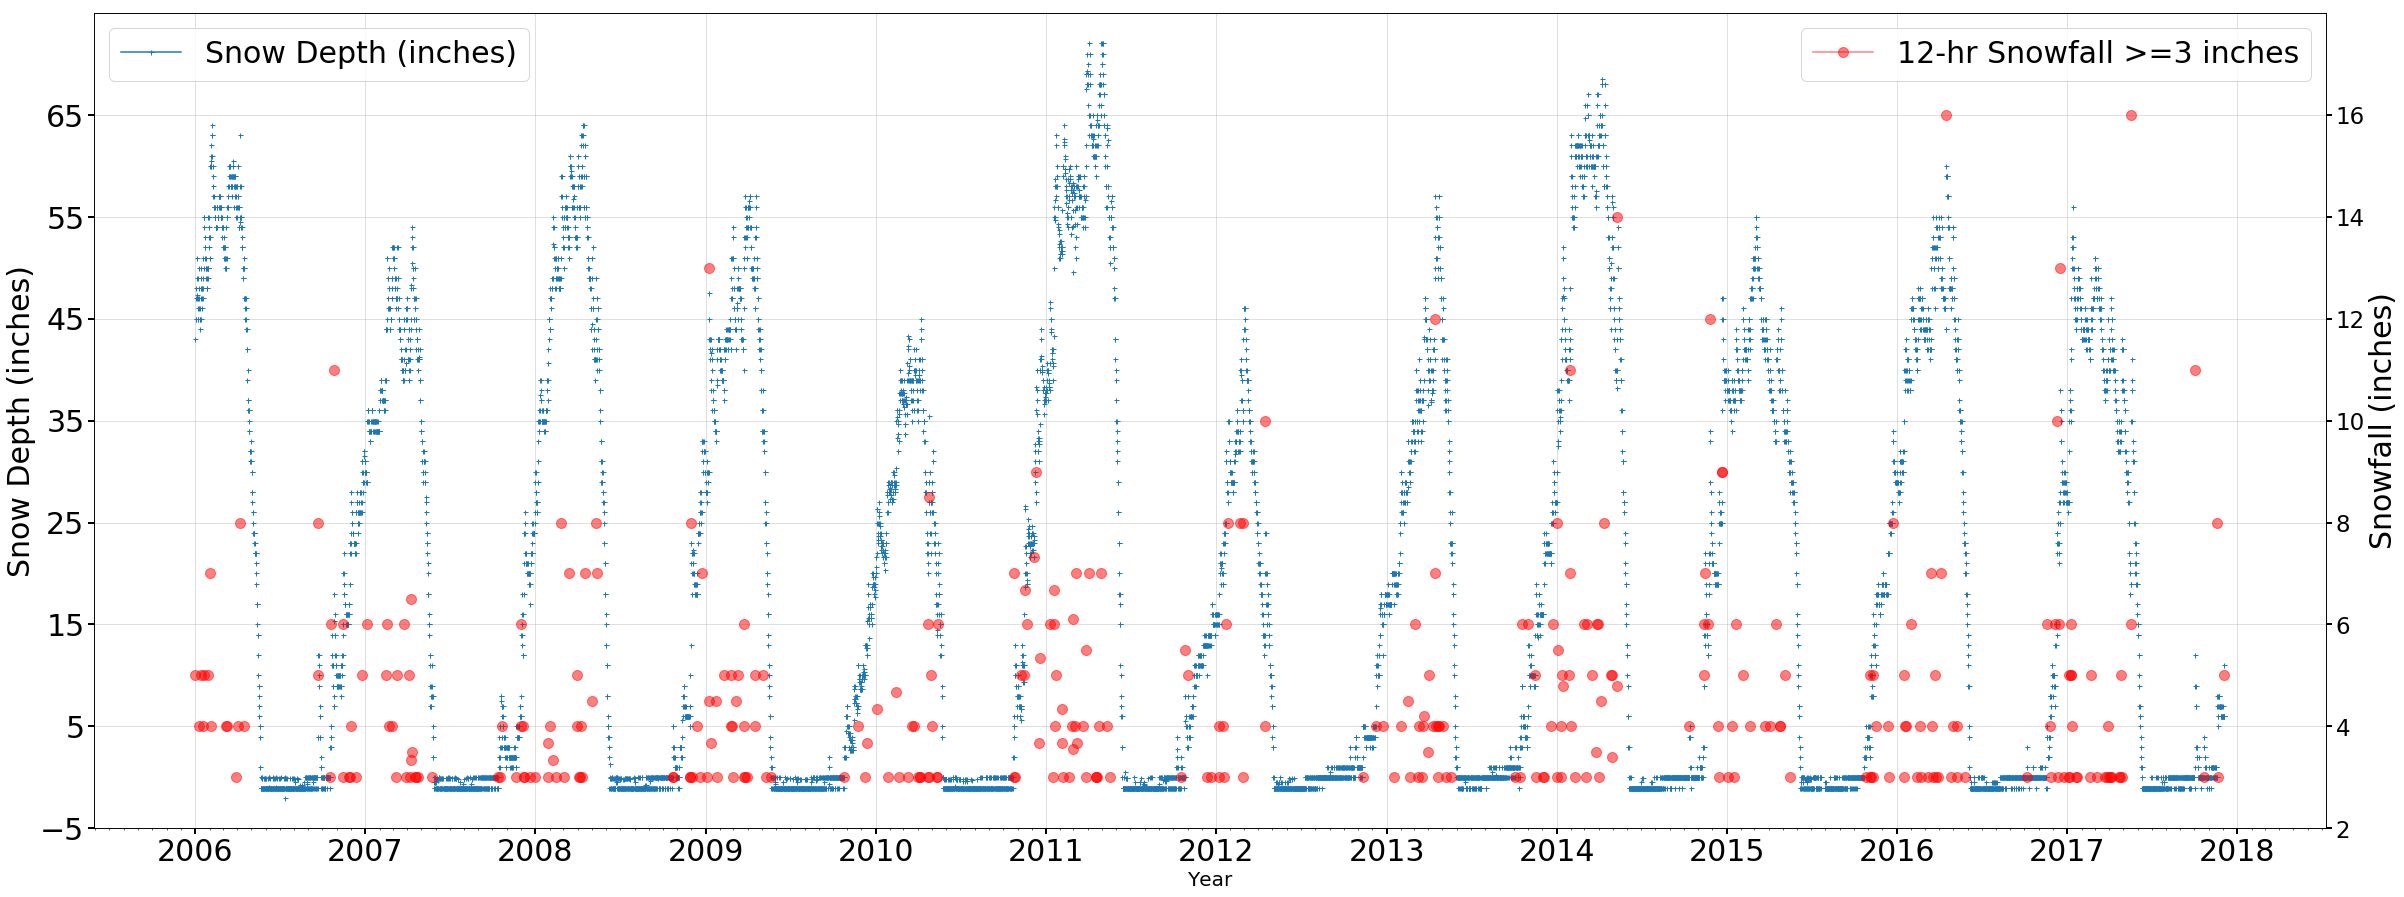 Snow Depth (inches)
12-hr Snowfall >=3 inches
65
55
45
35
25
15
5
−5
Snow Depth (inches)
16
14
12
10
8
6
4
2
Snowfall (inches)
2006 2007 2008 2009 2010 2011 2012 2013 2014 2015 2016 2017 2018
Year